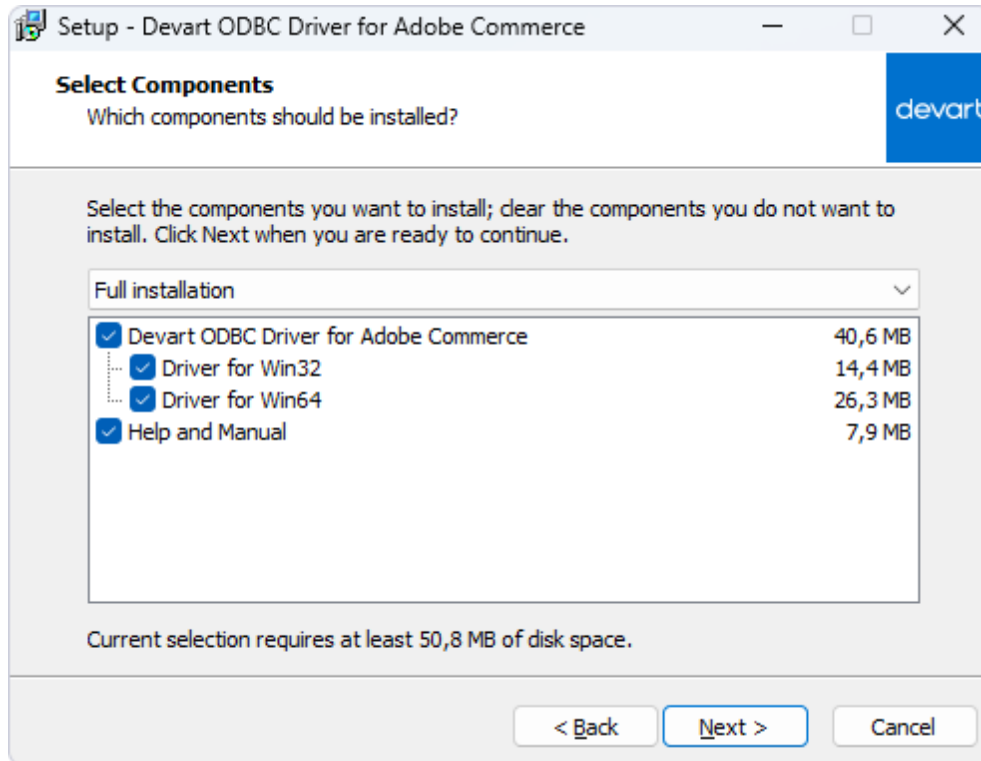 Setup - Devart ODBC Driver for Adobe Commerce
Select Components
Which components should be installed?
devart
Select the components you want to install; clear the components you do not want to
install. Click Next when you are ready to continue.
Full installation
Devart ODBC Driver for Adobe Commerce 40,6 MB
Driver for Win32 14,4 MB
Driver for Win64 26,3 MB
Help and Manual 7,9 MB
Current selection requires at least 50,8 MB of disk space.
< Back Next > Cancel